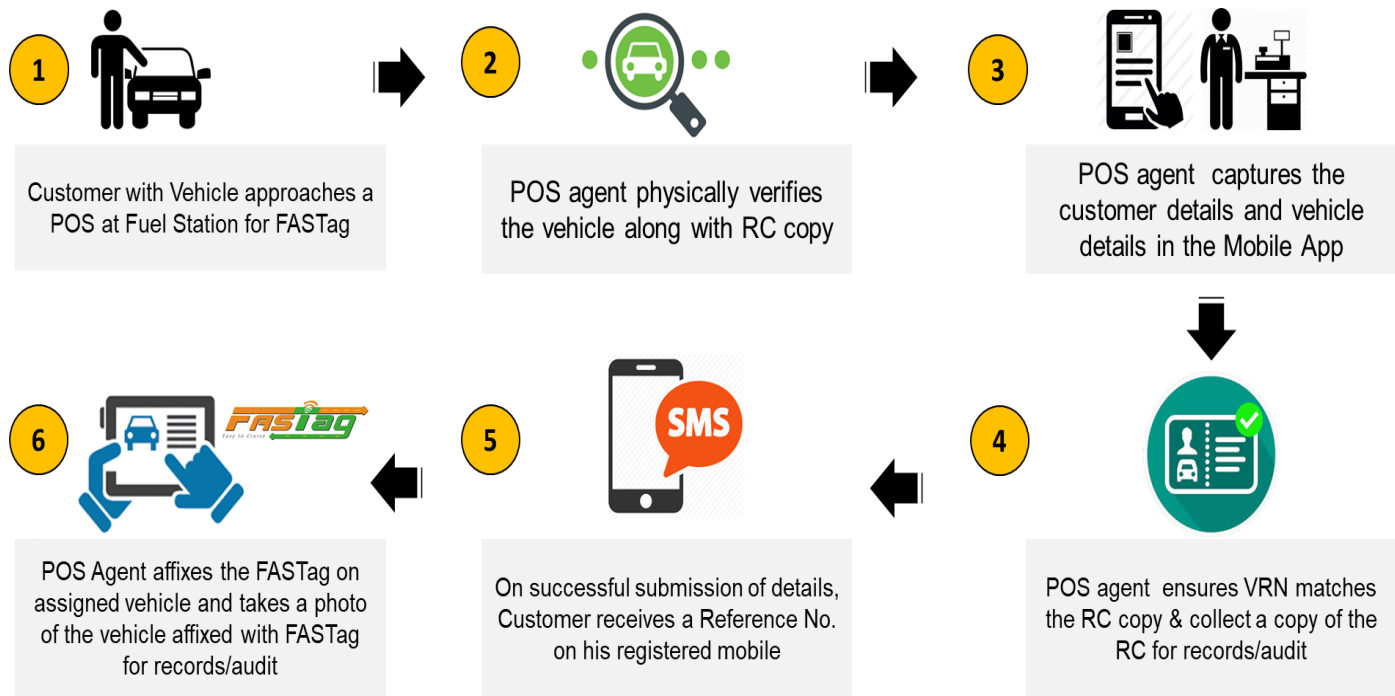 1
Customer with Vehicle approaches a
POS at Fuel Station for FASTag
2
POS agent physically verifies
the vehicle along with RC copy
3
POS agent captures the
customer details and vehicle
details in the Mobile App
4
POS agent ensures VRN matches
the RC copy & collect a copy of the
RC for records/audit
5
SMS
On successful submission of details,
Customer receives a Reference No.
on his registered mobile
6
FASTag
Easy to Cruise
POS Agent affixes the FASTag on
assigned vehicle and takes a photo
of the vehicle affixed with FASTag
for records/audit